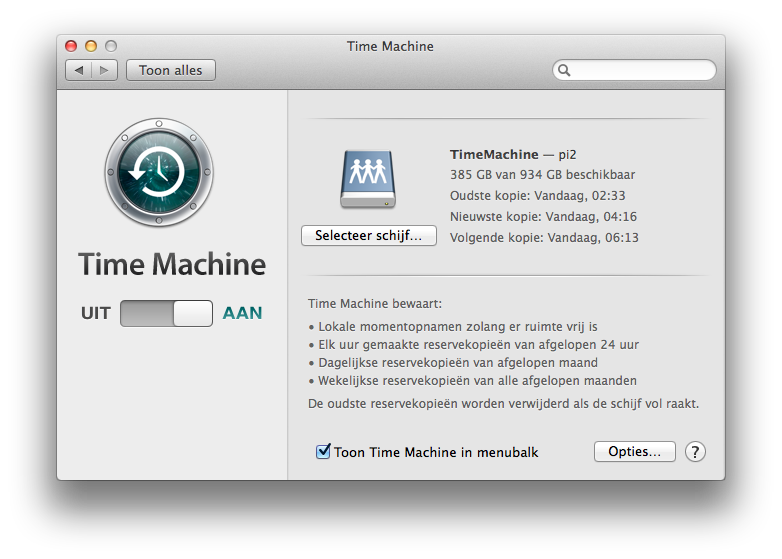 Time Machine
Toon alles
Time Machine
UIT AAN
TimeMachine — pi2
385 GB van 934 GB beschikbaar
Oudste kopie: Vandaag, 02:33
Nieuwste kopie: Vandaag, 04:16
Volgende kopie: Vandaag, 06:13
Selecteer schijf...
Time Machine bewaart:
• Lokale momentopnamen zolang er ruimte vrij is
• Elk uur gemaakte reservekopieën van afgelopen 24 uur
• Dagelijkse reservekopieën van afgelopen maand
• Wekelijkse reservekopieën van alle afgelopen maanden
De oudste reservekopieën worden verwijderd als de schijf vol raakt.
Toon Time Machine in menubalk
Opties...
?